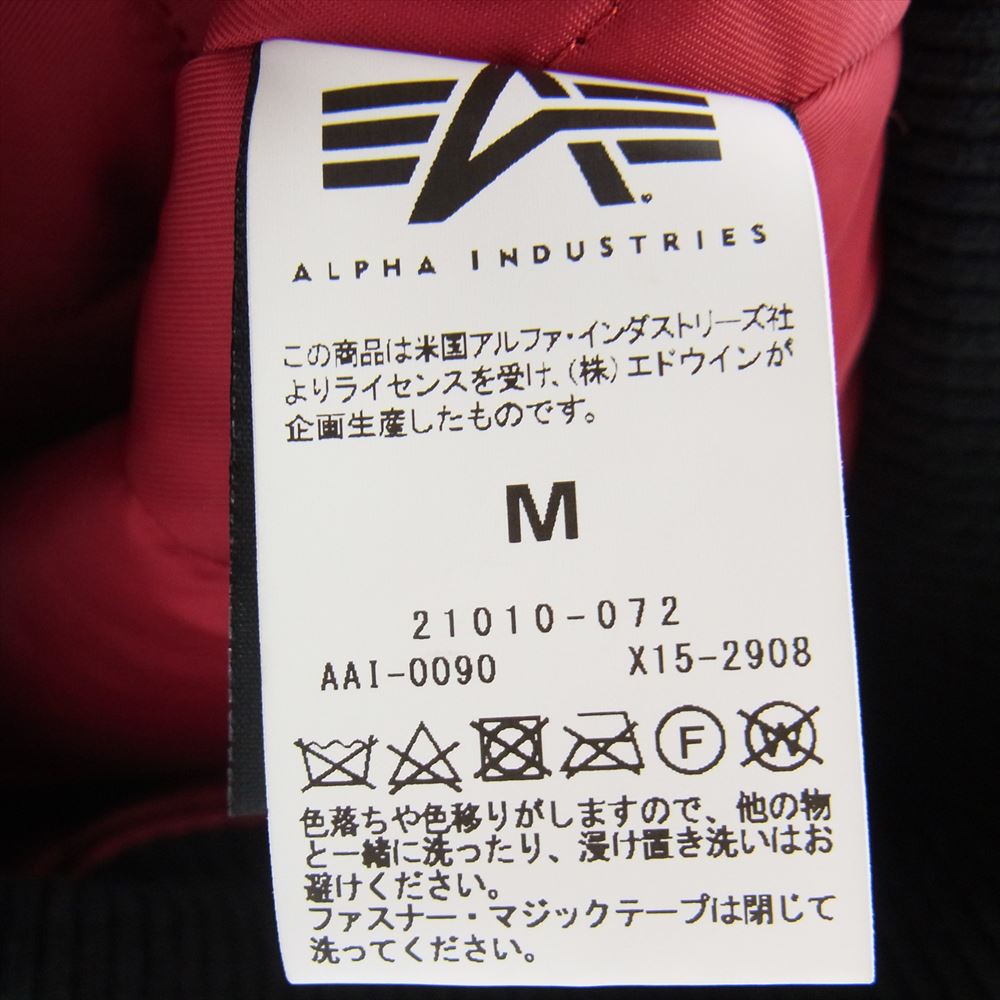 ALPHA INDUSTRIES
この商品は米国アルファ・インダストリーズ社
よりライセンスを受け、(株)エドウインが
企画生産したものです。
M
21010-072
AAI-0090 X15-2908
F W
色落ちや色移りがしますので、他の物
と一緒に洗ったり、浸け置き洗いはお
避けください。
ファスナー・マジックテープは閉じて
洗ってください。